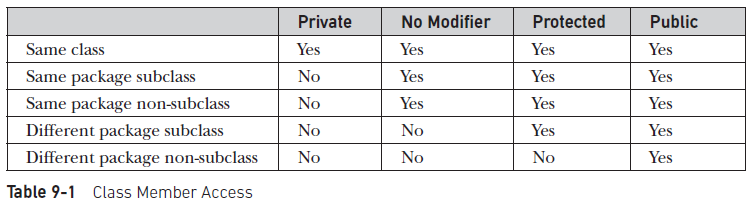 Private No Modifier Protected Public
Same class Yes Yes Yes Yes
Same package subclass No Yes Yes Yes
Same package non-subclass No Yes Yes Yes
Different package subclass No No Yes Yes
Different package non-subclass No No No Yes
Table 9-1 Class Member Access